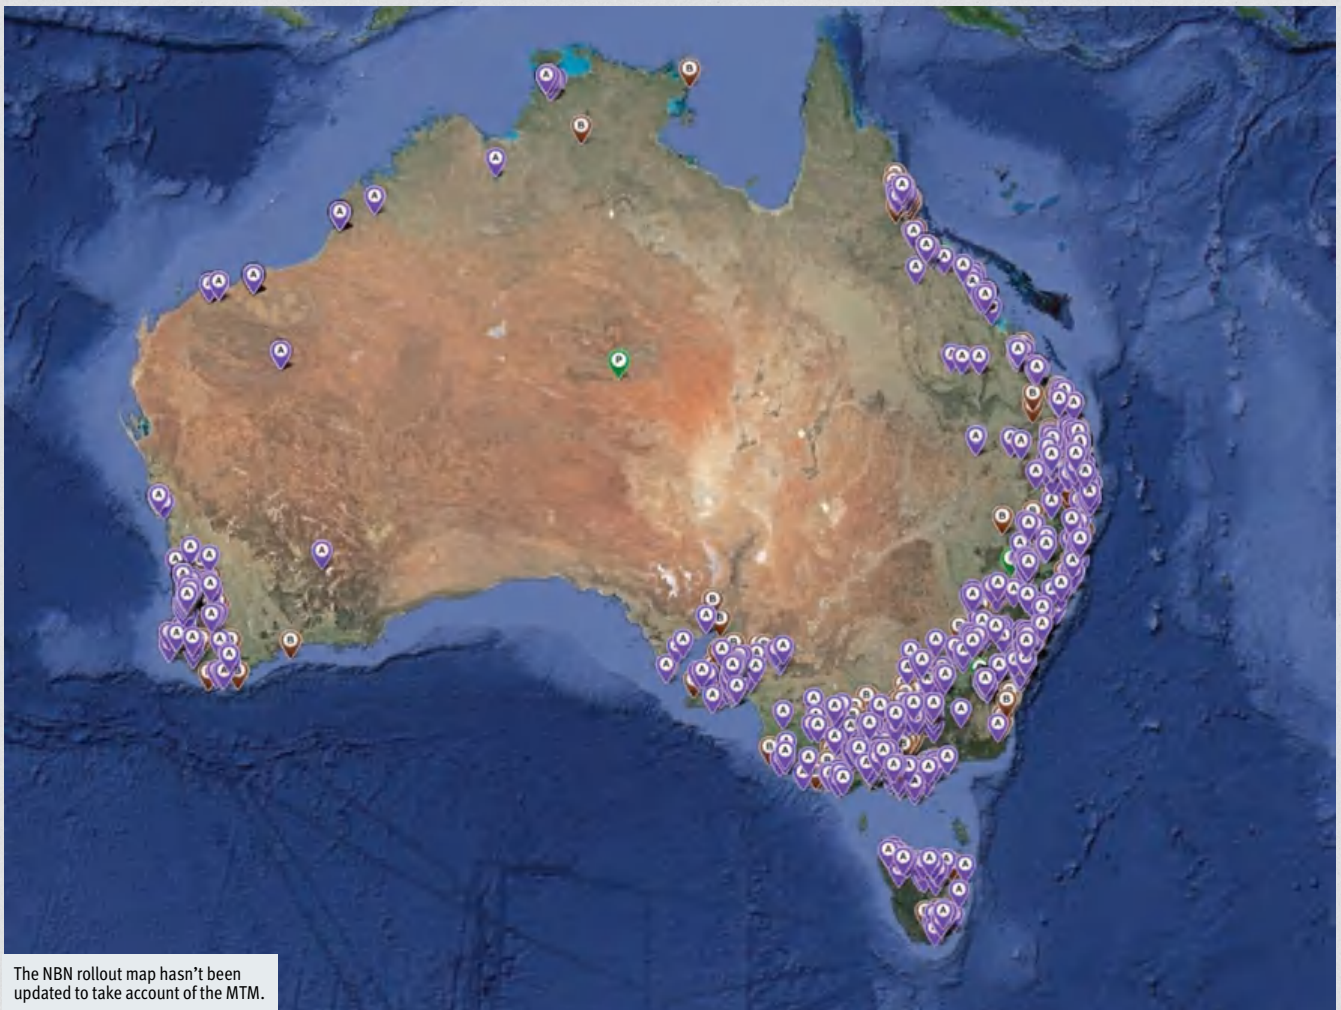 The NBN rollout map hasn't been
updated to take account of the MTM.